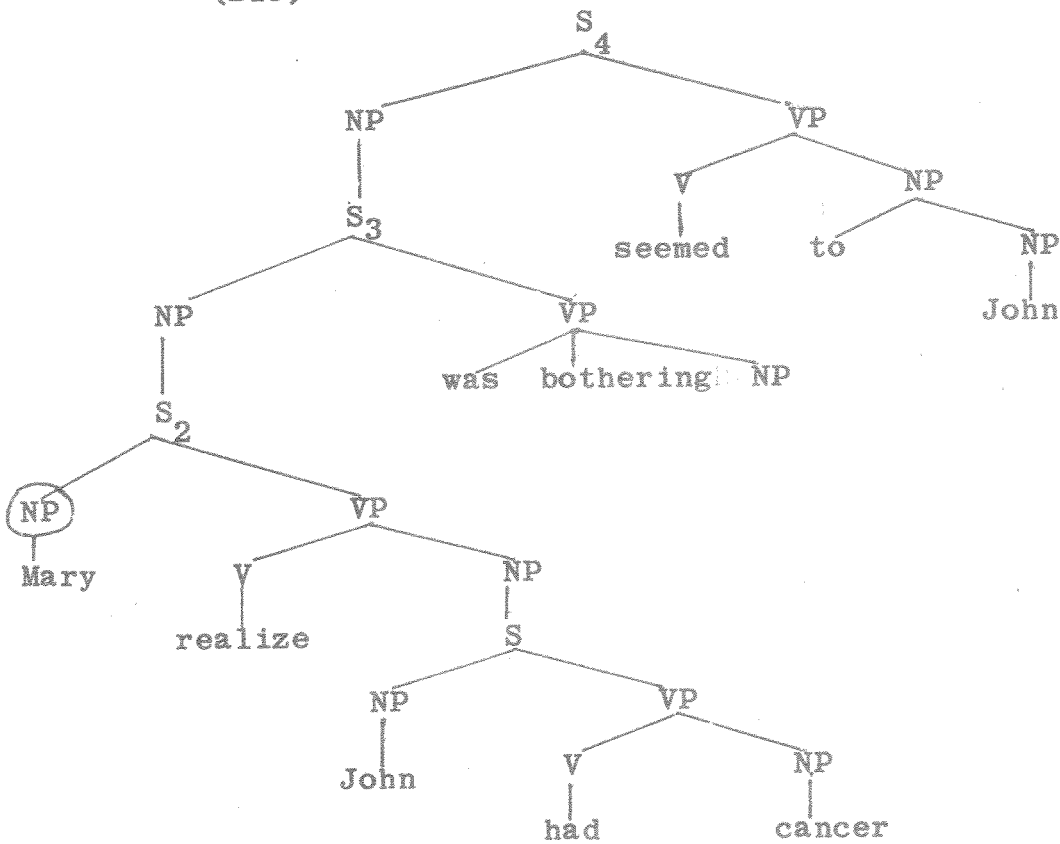 S4
NP VP
V NP
S3
seemed to NP
NP VP John
was bothering NP
S2
NP VP
Mary V NP
realize S
NP VP
John V NP
had cancer